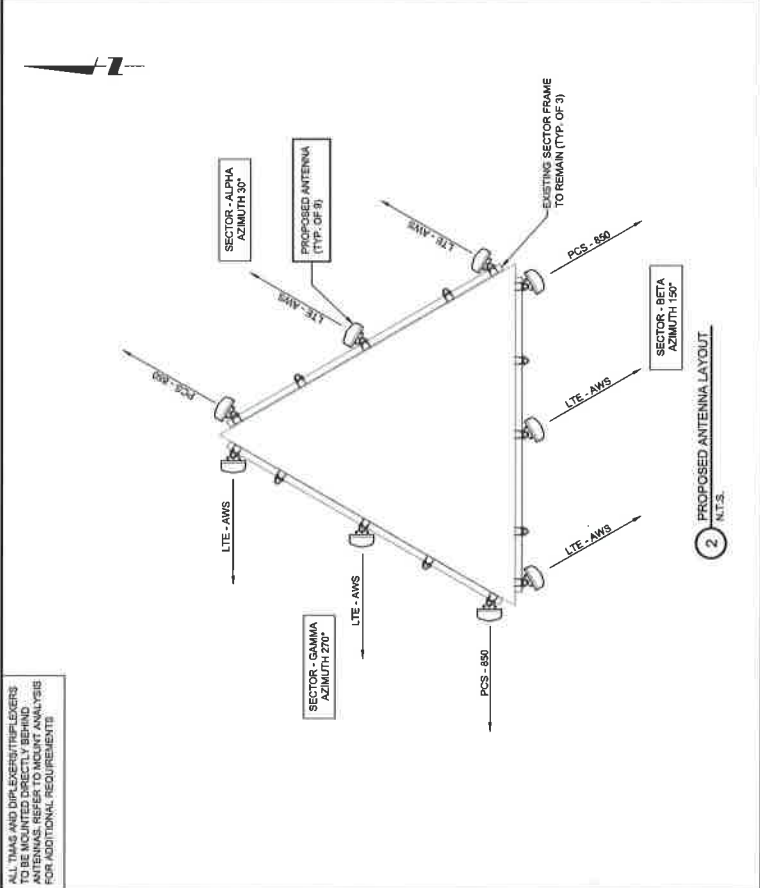 ALL TMAS AND DIPLEXERS/TRIPLEXERS
TO BE MOUNTED DIRECTLY BEHIND
ANTENNAS. REFER TO MOUNT ANALYSIS
FOR ADDITIONAL REQUIREMENTS
N
SECTOR - ALPHA
AZIMUTH 30°
PROPOSED ANTENNA
(TYP. OF 9)
EXISTING SECTOR FRAME
TO REMAIN (TYP. OF 3)
PCS - 850
LTE - AWS
LTE - AWS
LTE - AWS
LTE - AWS
PCS - 850
SECTOR - GAMMA
AZIMUTH 270°
PCS - 850
LTE - AWS
LTE - AWS
SECTOR - BETA
AZIMUTH 150°
2
PROPOSED ANTENNA LAYOUT
N.T.S.